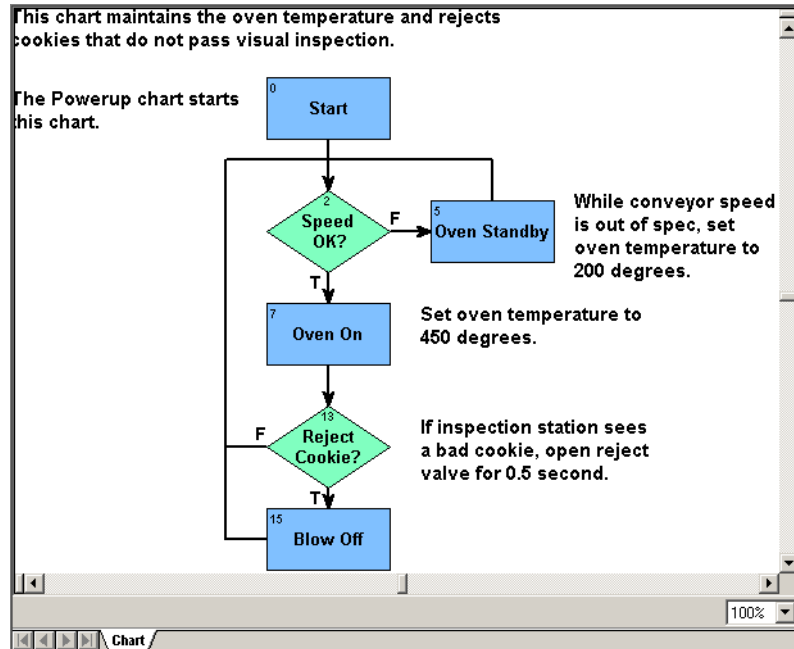 This chart maintains the oven temperature and rejects
cookies that do not pass visual inspection.
The Powerup chart starts
this chart.
0
Start
2
Speed
OK?
F
5
Oven Standby
While conveyor speed
is out of spec, set
oven temperature to
200 degrees.
T
7
Oven On
Set oven temperature to
450 degrees.
13
Reject
Cookie?
F
If inspection station sees
a bad cookie, open reject
valve for 0.5 second.
T
15
Blow Off
100%
Chart